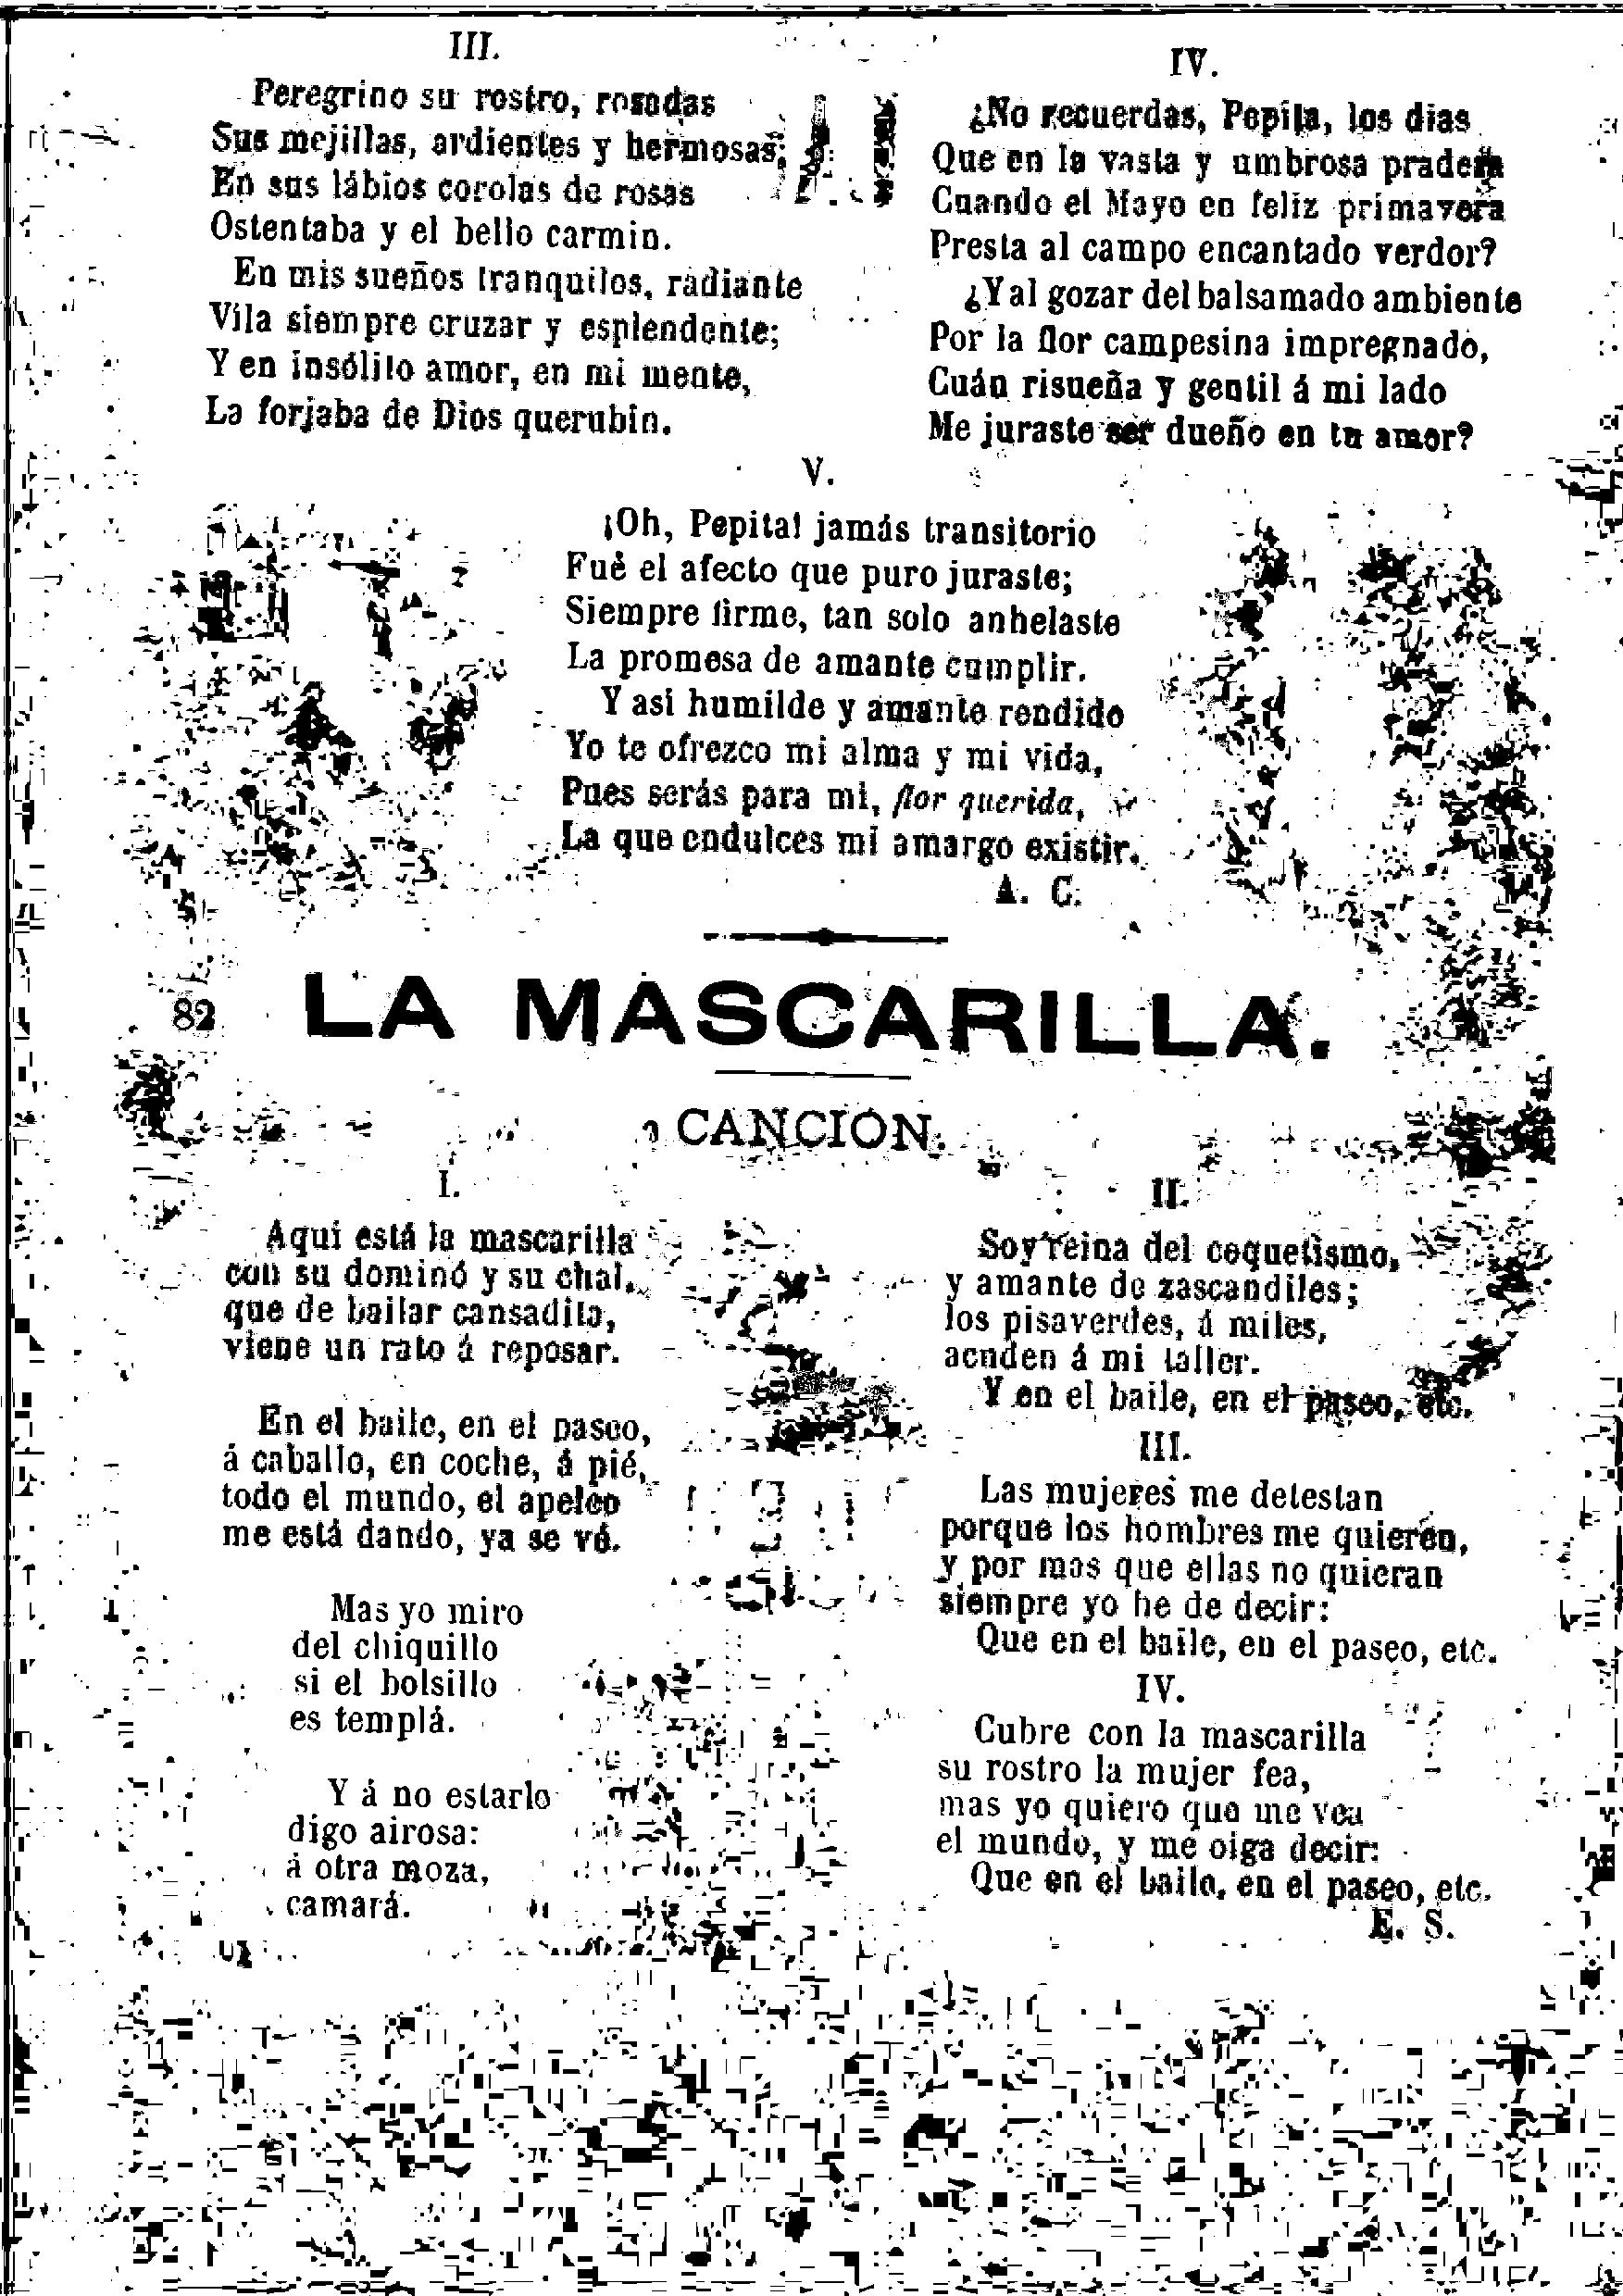 III.
Peregrino su rostro, rosadas
Sus mejillas, ardientes y hermosas;
En sus lábios corolas de rosas
Ostentaba y el bello carmin.
En mis sueños tranquilos, radiante
Vila siempre cruzar y esplendente;
Y en insólito amor, en mi mente,
La forjaba de Dios querubin.
IV.
¿No recuerdas, Pepita, los dias
Que en la vasta y umbrosa pradera
Cuando el Mayo en feliz primavera
Presta al campo encantado verdor?
¿Y al gozar del balsamado ambiente
Por la flor campesina impregnado,
Cuán risueña y gentil á mi lado
Me juraste ser dueño en tu amor?
V.
¡Oh, Pepita! jamás transitorio
Fué el afecto que puro juraste;
Siempre firme, tan solo anhelaste
La promesa de amante cumplir.
Y asi humilde y amante rendido
Yo te ofrezco mi alma y mi vida,
Pues serás para mi, flor querida,
La que endulces mi amargo existir.
A. C.
82
LA MASCARILLA.
CANCION.
I.
Aquí está la mascarilla
con su dominó y su chal,
que de bailar cansadita,
viene un rato á reposar.
En el baile, en el paseo,
á caballo, en coche, á pié,
todo el mundo, el apeleo
me está dando, ya se vé.
Mas yo miro
del chiquillo
si el bolsillo
es templá.
Y á no estarlo
digo airosa:
á otra moza,
camará.
II.
Soy reina del coquetismo,
y amante de zascandiles;
los pisaverdes, á miles,
acuden á mi taller.
Y en el baile, en el paseo, etc.
III.
Las mujeres me detestan
porque los hombres me quieren,
y por mas que ellas no quieran
siempre yo he de decir:
Que en el baile, en el paseo, etc.
IV.
Cubre con la mascarilla
su rostro la mujer fea,
mas yo quiero que me vea
el mundo, y me oiga decir:
Que en el baile, en el paseo, etc.
E. S.